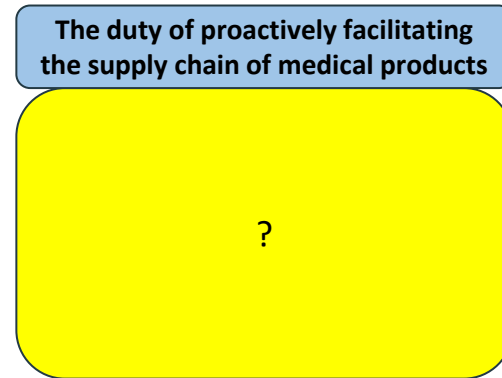 The duty of proactively facilitating
the supply chain of medical products
?